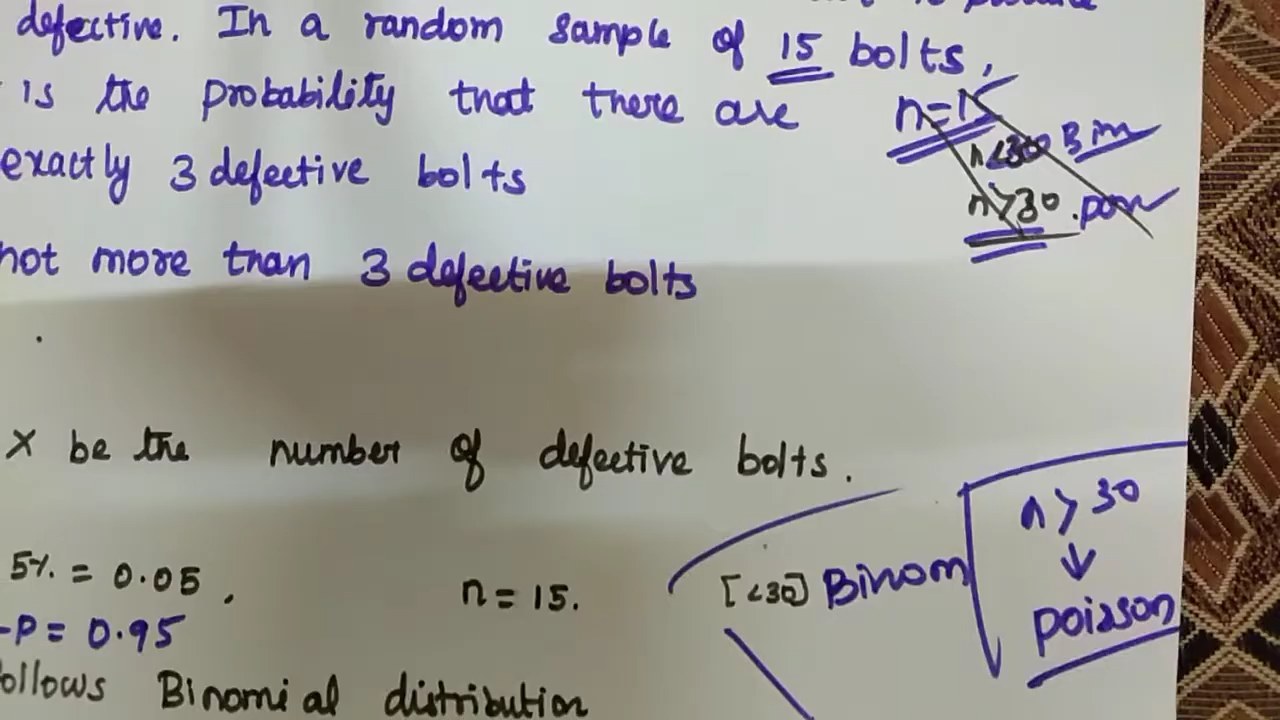 defective. In a random sample of 15 bolts,
is the probability that there are
exactly 3 defective bolts
not more than 3 defective bolts
n=15
n<30 Bin
n>30.
X be the number of defective bolts.
5% = 0.05,
n = 15.
-P = 0.95
follows Binomial distribution
[<30] Binom
n > 30
↓
poisson